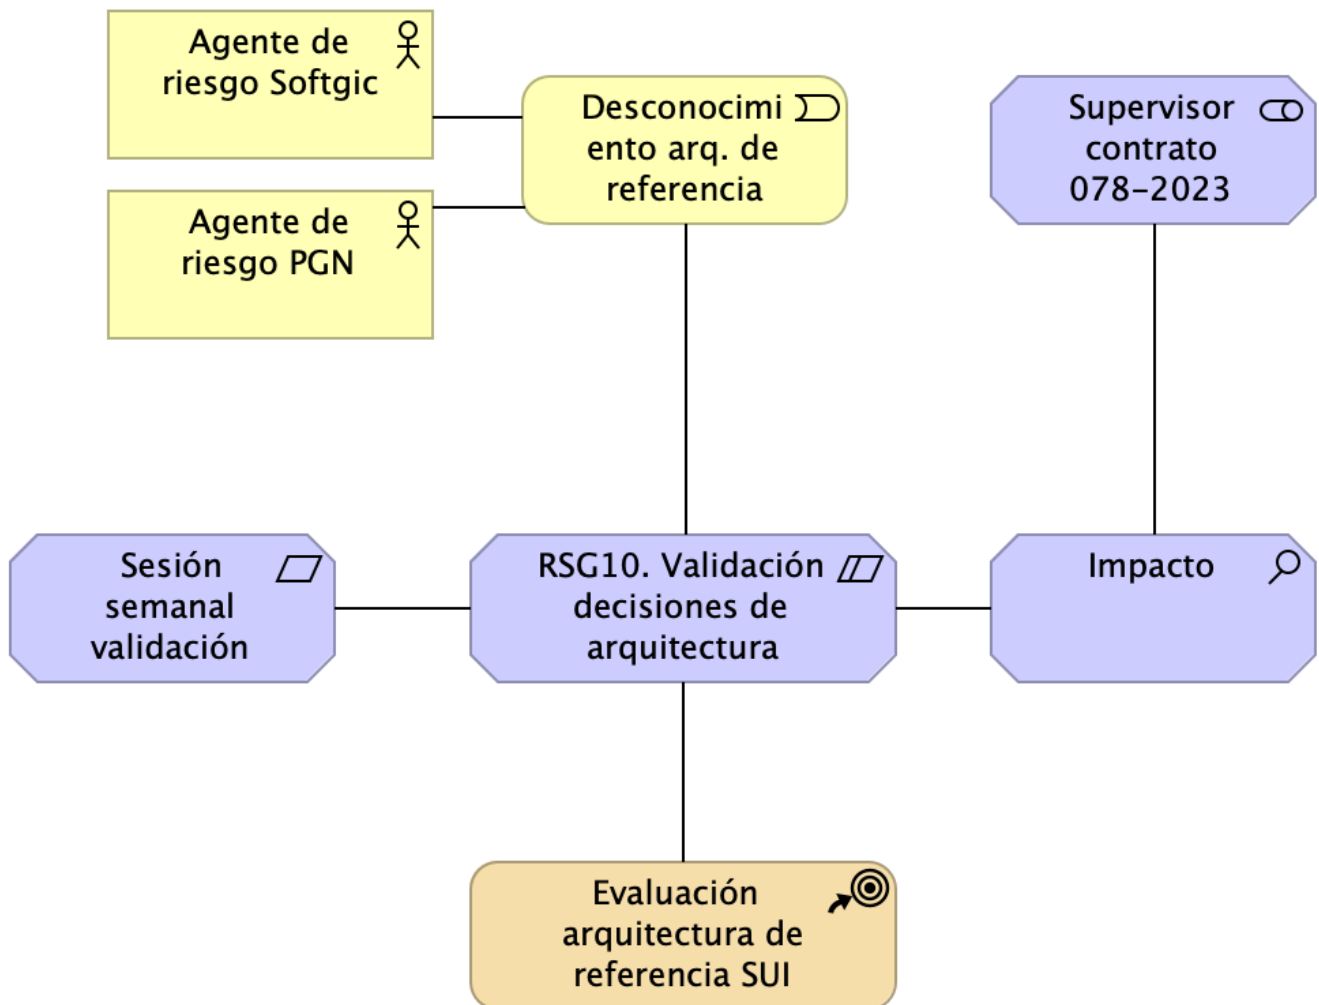 Agente de
riesgo Softgic
Desconocimi
ento arq. de
referencia
Supervisor
contrato
078-2023
Agente de
riesgo PGN
Sesión
semanal
validación
RSG10. Validación
decisiones de
arquitectura
Impacto
Evaluación
arquitectura de
referencia SUI